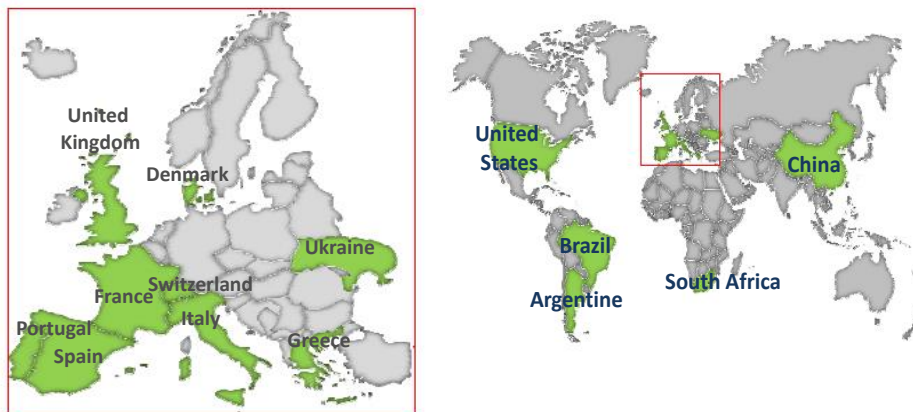 United
Kingdom
Denmark
Ukraine
Switzerland
France
Italy
Portugal
Spain
Greece
United
States
China
Brazil
South Africa
Argentine